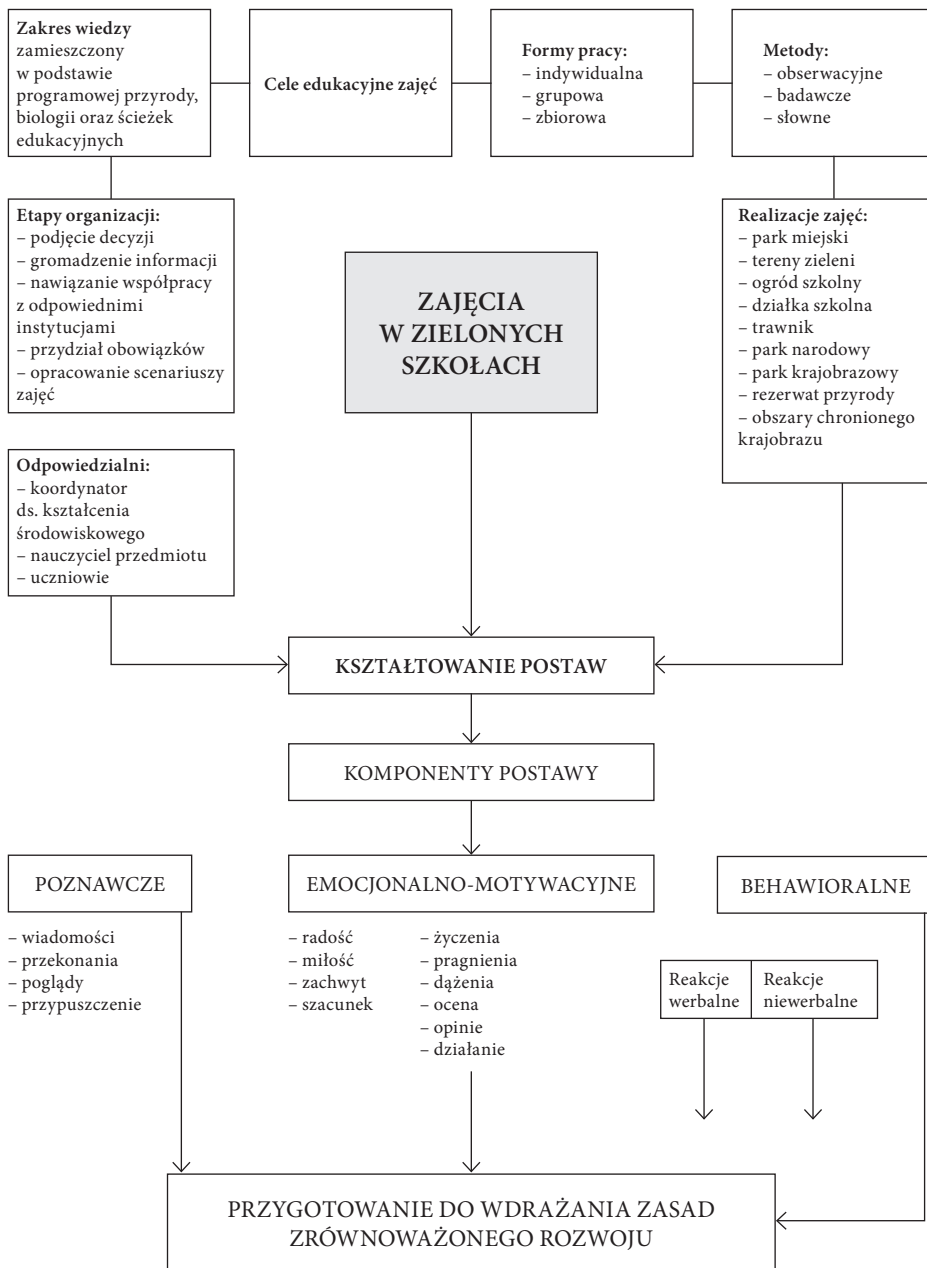 Zakres wiedzy
zamieszczony
w podstawie
programowej przyrody,
biologii oraz ścieżek
edukacyjnych
Cele edukacyjne zajęć
Formy pracy:
– indywidualna
– grupowa
– zbiorowa
Metody:
– obserwacyjne
– badawcze
– słowne
Etapy organizacji:
– podjęcie decyzji
– gromadzenie informacji
– nawiązanie współpracy
z odpowiednimi
instytucjami
– przydział obowiązków
– opracowanie scenariuszy
zajęć
ZAJĘCIA
W ZIELONYCH
SZKOŁACH
Realizacje zajęć:
– park miejski
– tereny zieleni
– ogród szkolny
– działka szkolna
– trawnik
– park narodowy
– park krajobrazowy
– rezerwat przyrody
– obszary chronionego
krajobrazu
Odpowiedzialni:
– koordynator
ds. kształcenia
środowiskowego
– nauczyciel przedmiotu
– uczniowie
KSZTAŁTOWANIE POSTAW
KOMPONENTY POSTAWY
POZNAWCZE
– wiadomości
– przekonania
– poglądy
– przypuszczenie
EMOCJONALNO-MOTYWACYJNE
– radość
– miłość
– zachwyt
– szacunek
– życzenia
– pragnienia
– dążenia
– ocena
– opinie
– działanie
BEHAWIORALNE
Reakcje
werbalne
Reakcje
niewerbalne
PRZYGOTOWANIE DO WDRAŻANIA ZASAD
ZRÓWNOWAŻONEGO ROZWOJU